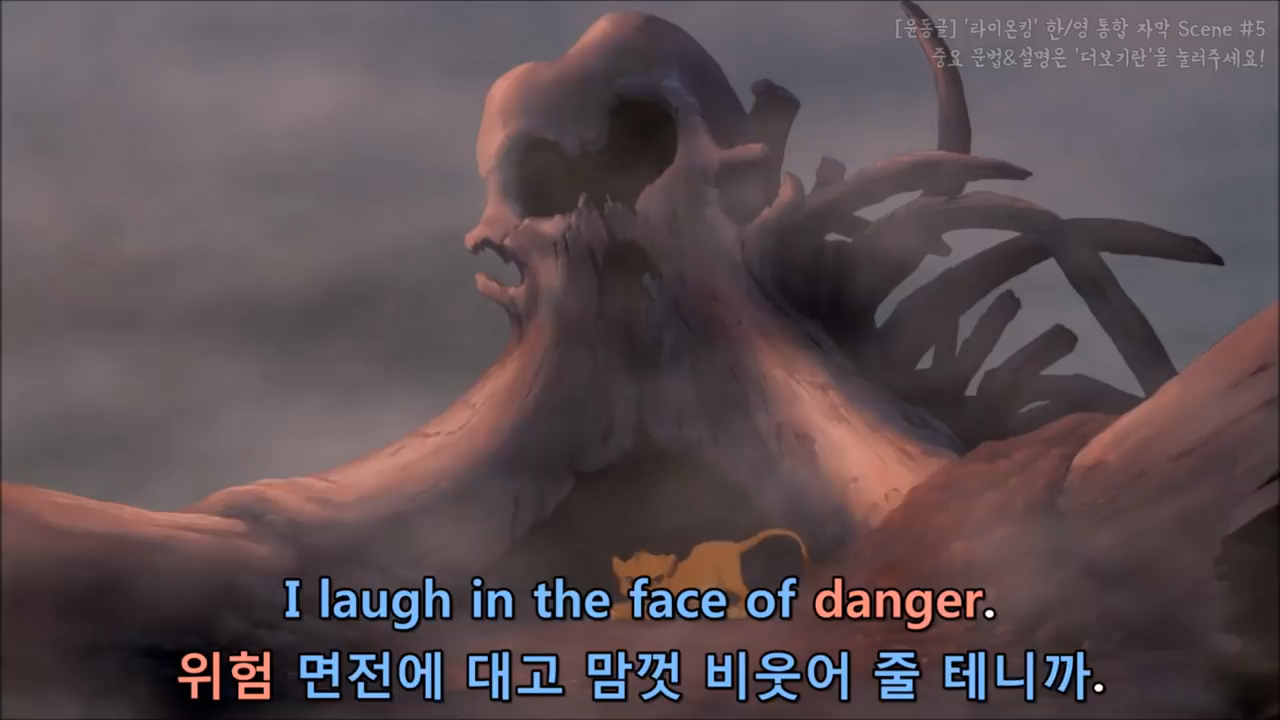 [윤동글] '라이온킹' 한/영 통합 자막 Scene #5
중요 문법&설명은 '더보기란'을 눌러주세요!
I laugh in the face of danger.
위험 면전에 대고 맘껏 비웃어 줄 테니까.